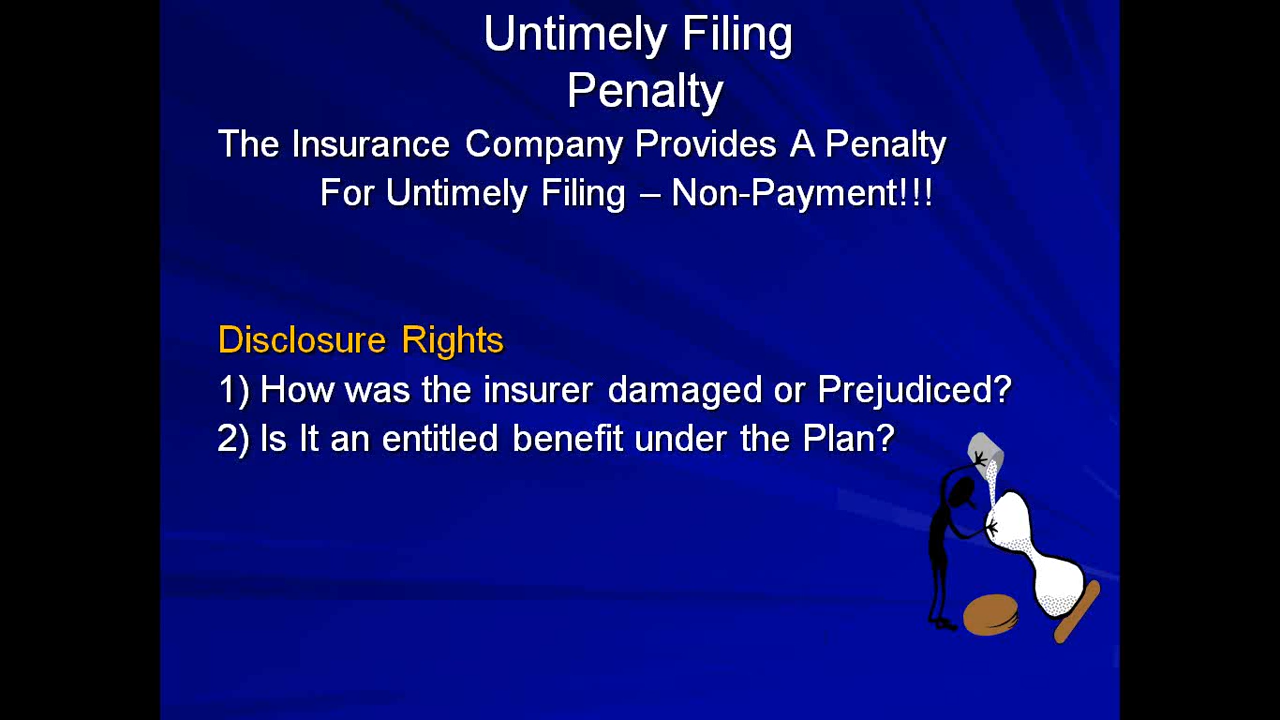 Untimely Filing
Penalty
The Insurance Company Provides A Penalty
For Untimely Filing – Non-Payment!!!
Disclosure Rights
1) How was the insurer damaged or Prejudiced?
2) Is It an entitled benefit under the Plan?